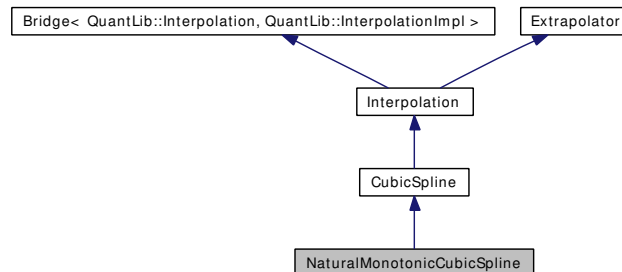 Bridge< QuantLib::Interpolation, QuantLib::InterpolationImpl >
Extrapolator
Interpolation
CubicSpline
NaturalMonotonicCubicSpline